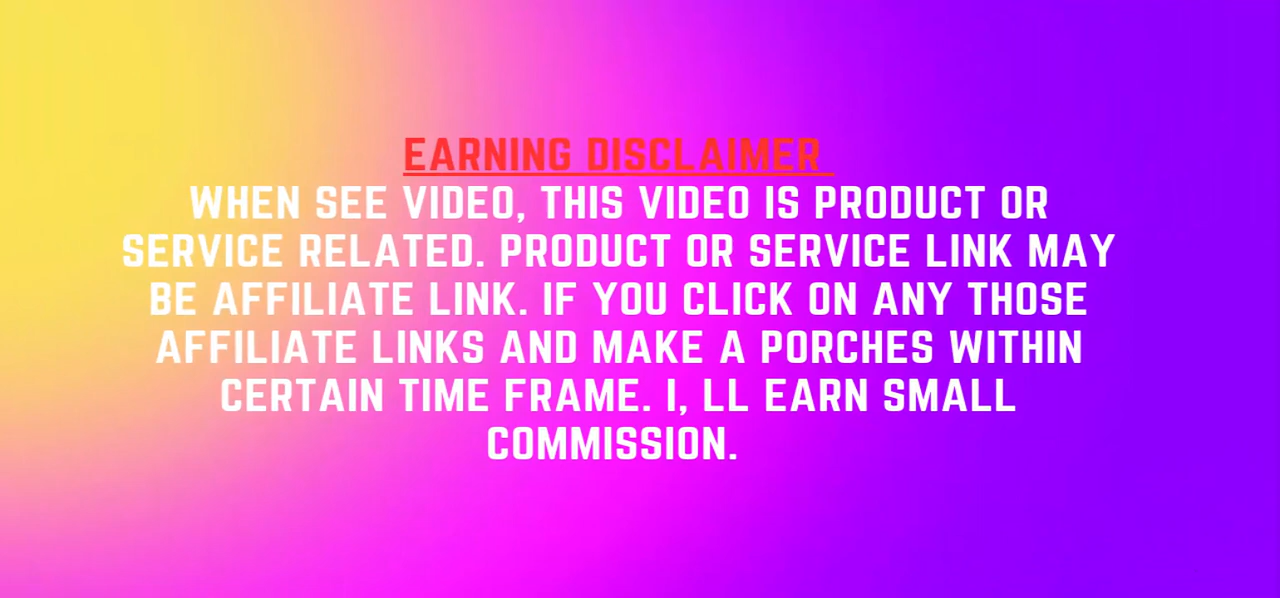 EARNING DISCLAIMER
WHEN SEE VIDEO, THIS VIDEO IS PRODUCT OR
SERVICE RELATED. PRODUCT OR SERVICE LINK MAY
BE AFFILIATE LINK. IF YOU CLICK ON ANY THOSE
AFFILIATE LINKS AND MAKE A PORCHES WITHIN
CERTAIN TIME FRAME. I, LL EARN SMALL
COMMISSION.